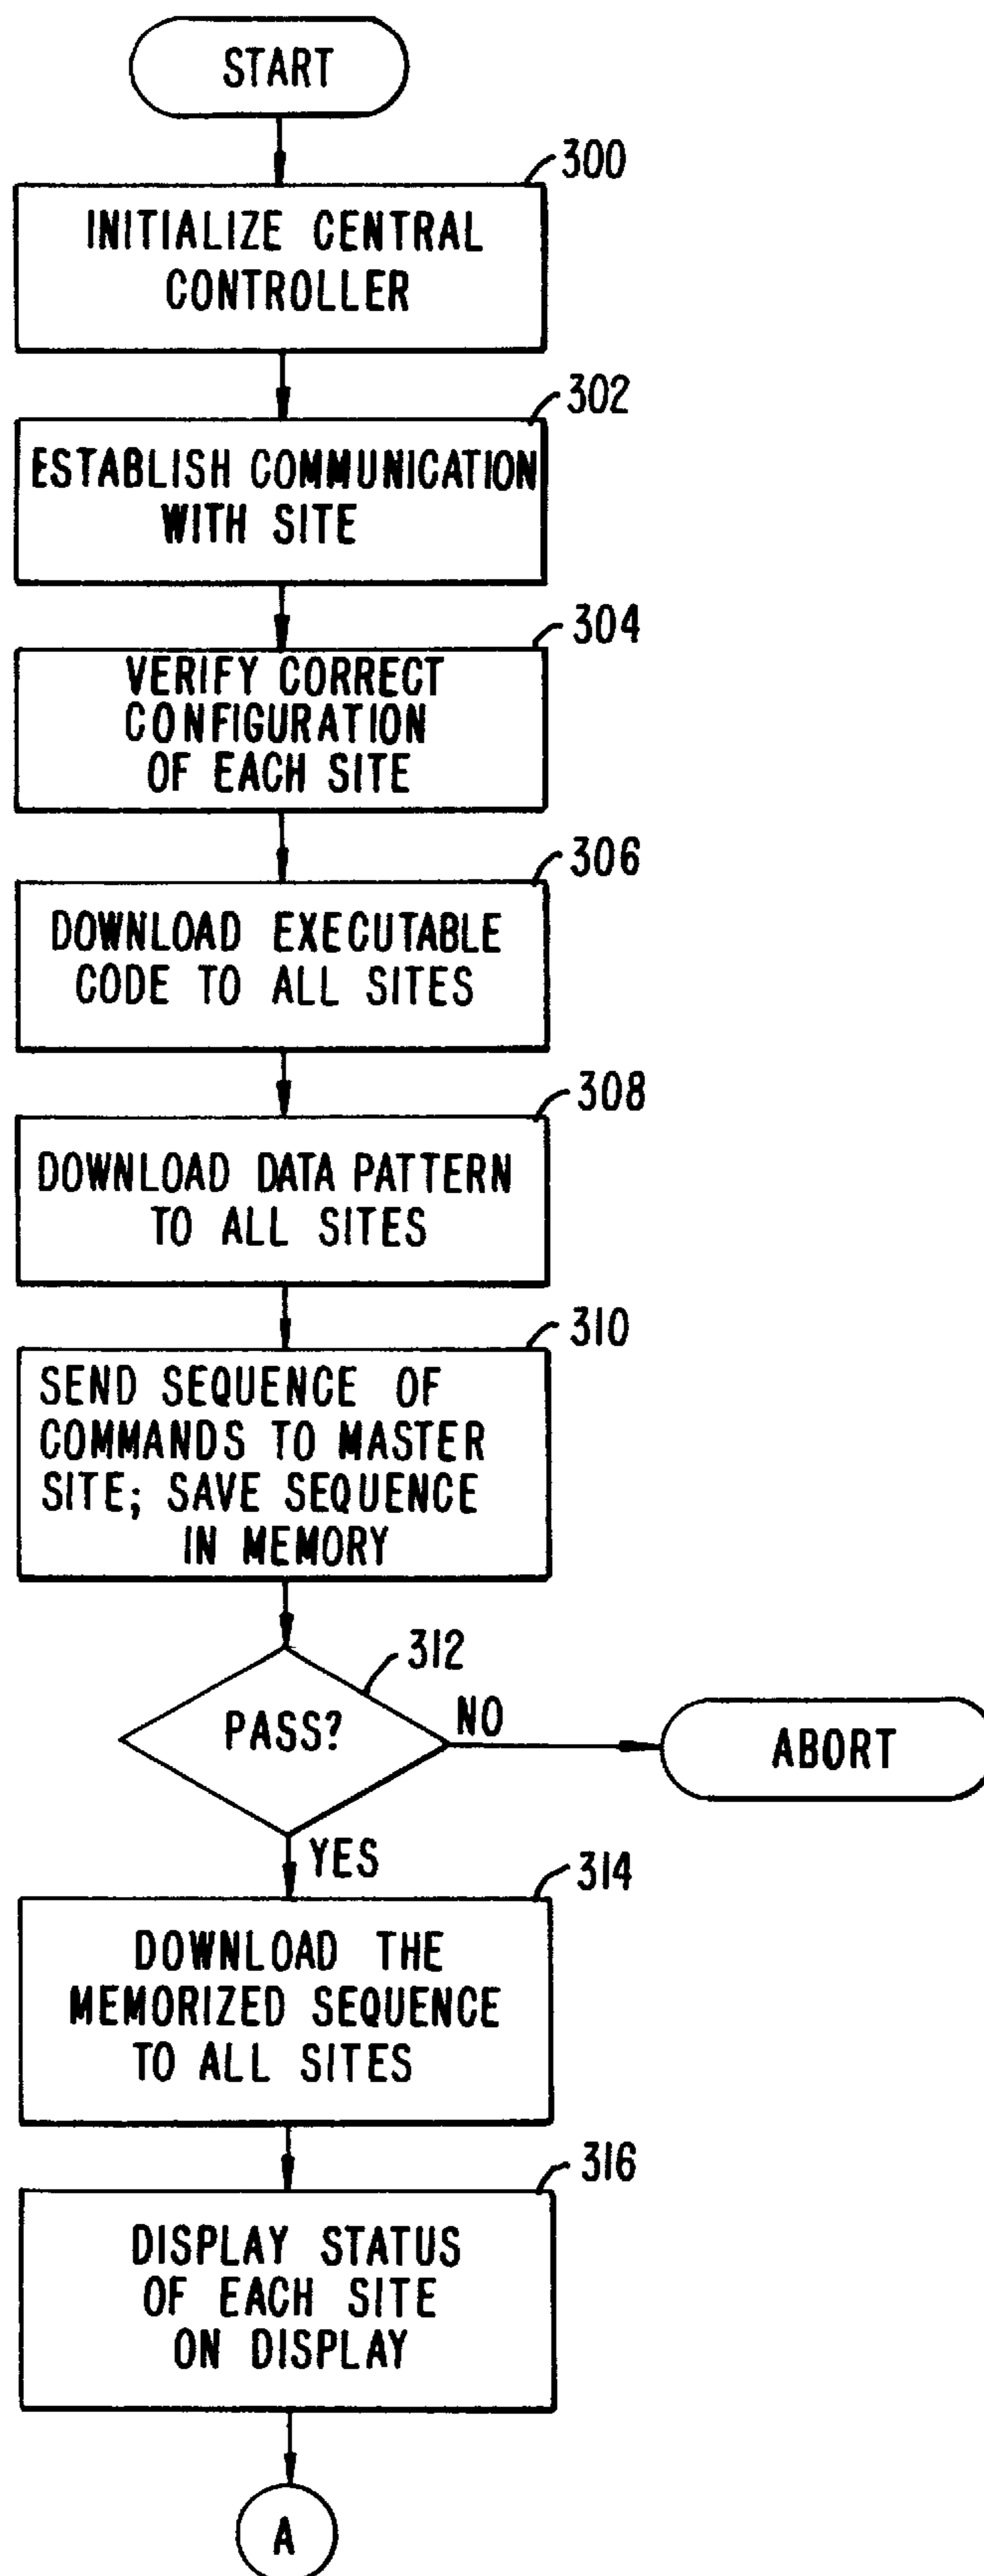 START
300
INITIALIZE CENTRAL
CONTROLLER
302
ESTABLISH COMMUNICATION
WITH SITE
304
VERIFY CORRECT
CONFIGURATION
OF EACH SITE
306
DOWNLOAD EXECUTABLE
CODE TO ALL SITES
308
DOWNLOAD DATA PATTERN
TO ALL SITES
310
SEND SEQUENCE OF
COMMANDS TO MASTER
SITE; SAVE SEQUENCE
IN MEMORY
312
PASS?
NO
ABORT
YES
314
DOWNLOAD THE
MEMORIZED SEQUENCE
TO ALL SITES
316
DISPLAY STATUS
OF EACH SITE
ON DISPLAY
A